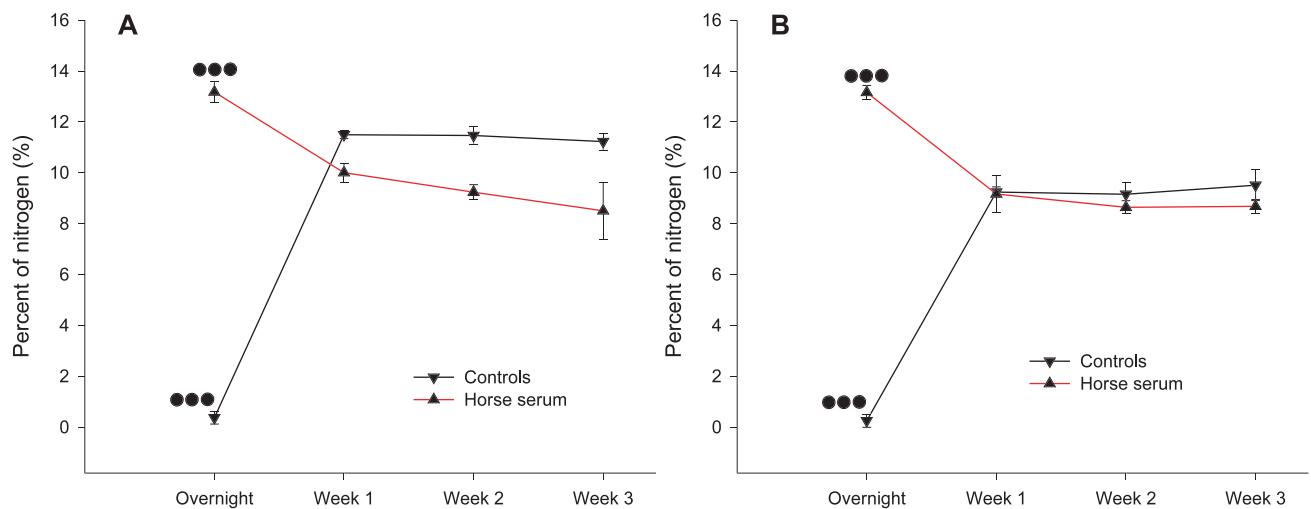 A
Percent of nitrogen (%)
16
14
12
10
8
6
4
2
0
Controls
Horse serum
Overnight Week 1 Week 2 Week 3
B
Percent of nitrogen (%)
16
14
12
10
8
6
4
2
0
Controls
Horse serum
Overnight Week 1 Week 2 Week 3